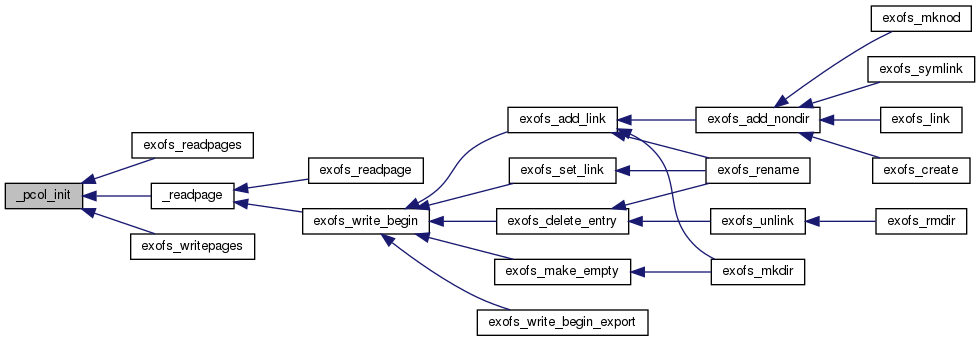 exofs_mknod
exofs_symlink
exofs_add_link
exofs_add_nondir
exofs_link
exofs_readpages
exofs_readpage
exofs_set_link
exofs_rename
exofs_create
_pcol_init
_readpage
exofs_write_begin
exofs_delete_entry
exofs_unlink
exofs_rmdir
exofs_writepages
exofs_make_empty
exofs_mkdir
exofs_write_begin_export